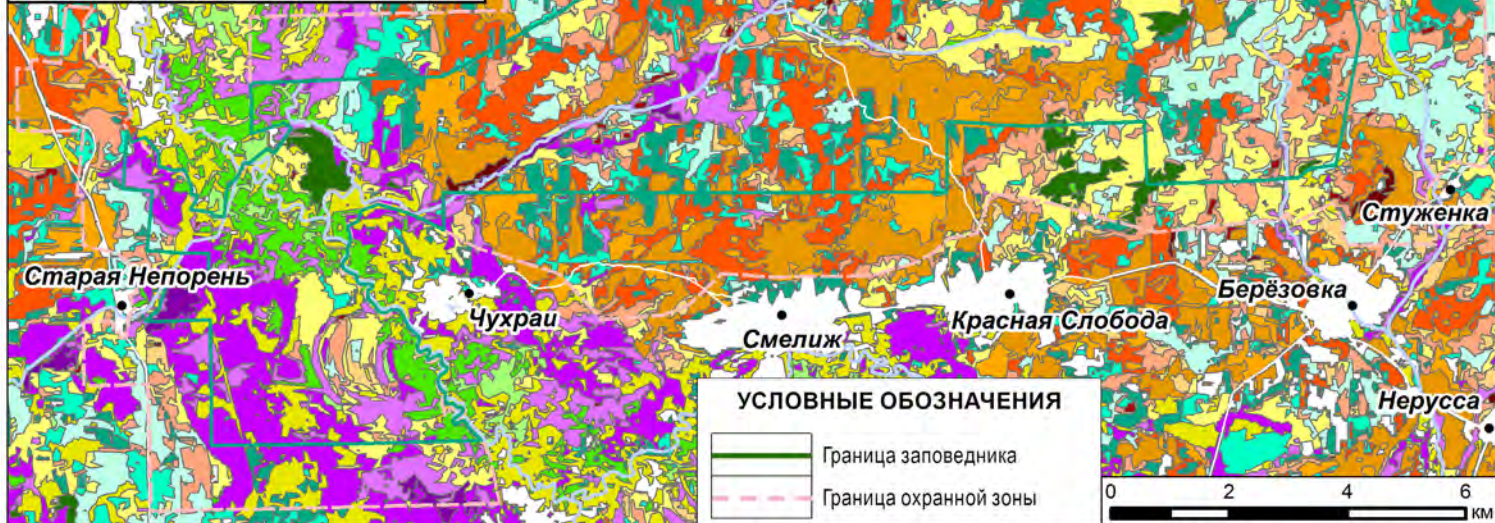 Стуженка
Старая Непорень
Берёзовка
Чухраи
Красная Слобода
Смелиж
Нерусса
УСЛОВНЫЕ ОБОЗНАЧЕНИЯ
Граница заповедника
Граница охранной зоны
0 2 4 6
км